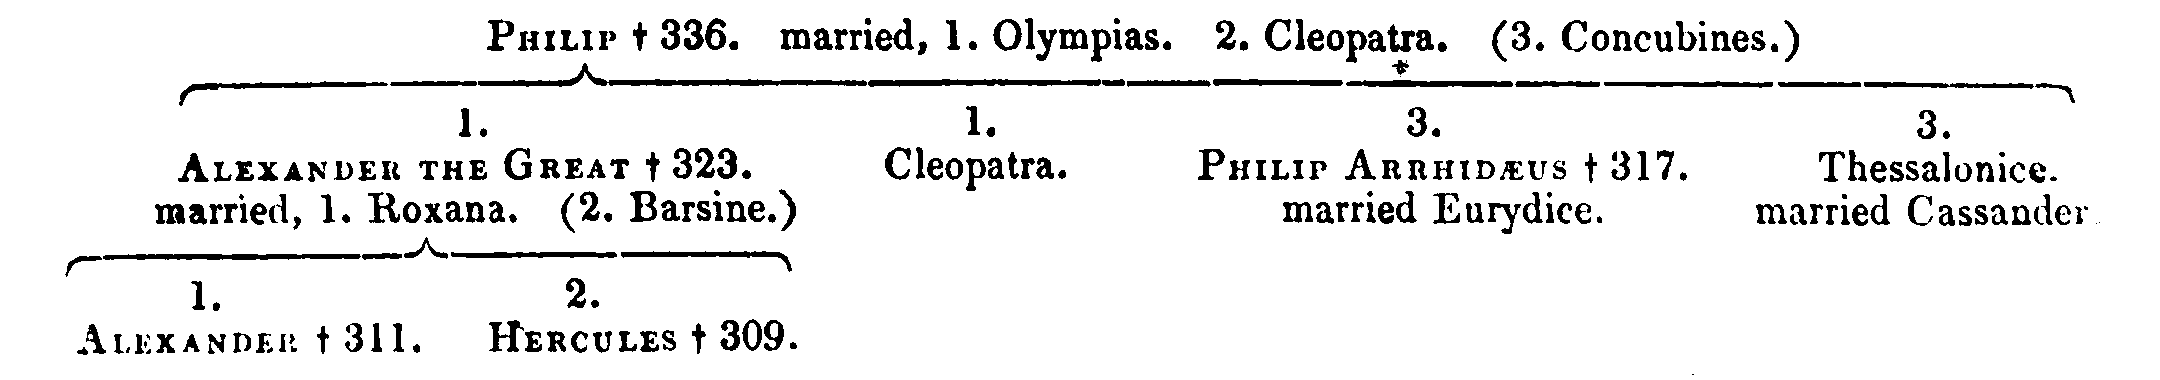 PHILIP † 336. married, 1. Olympias. 2. Cleopatra. (3. Concubines.)
1. 1. 3. 3.
ALEXANDER THE GREAT † 323. Cleopatra. PHILIP ARRHIDÆUS † 317. Thessalonice.
married, 1. Roxana. (2. Barsine.) married Eurydice. married Cassander
1. 2.
ALEXANDER † 311. HERCULES † 309.